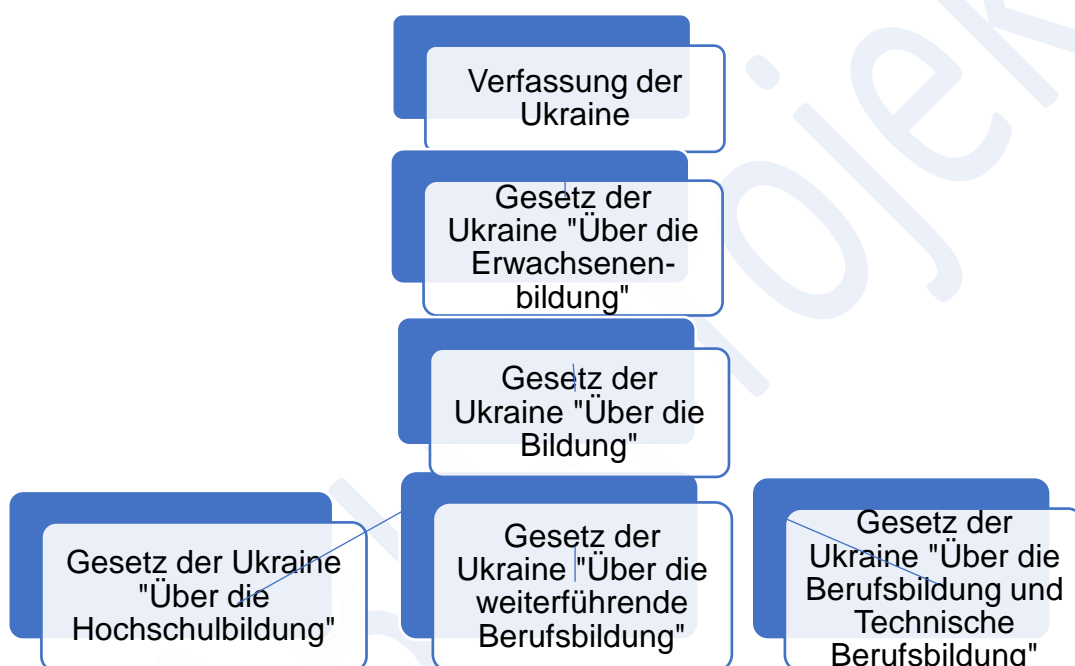 Verfassung der
Ukraine
Gesetz der
Ukraine "Über die
Erwachsenen-
bildung"
Gesetz der
Ukraine "Über die
Bildung"
Gesetz der Ukraine
"Über die
Hochschulbildung"
Gesetz der
Ukraine "Über die
weiterführende
Berufsbildung"
Gesetz der
Ukraine "Über die
Berufsbildung und
Technische
Berufsbildung"